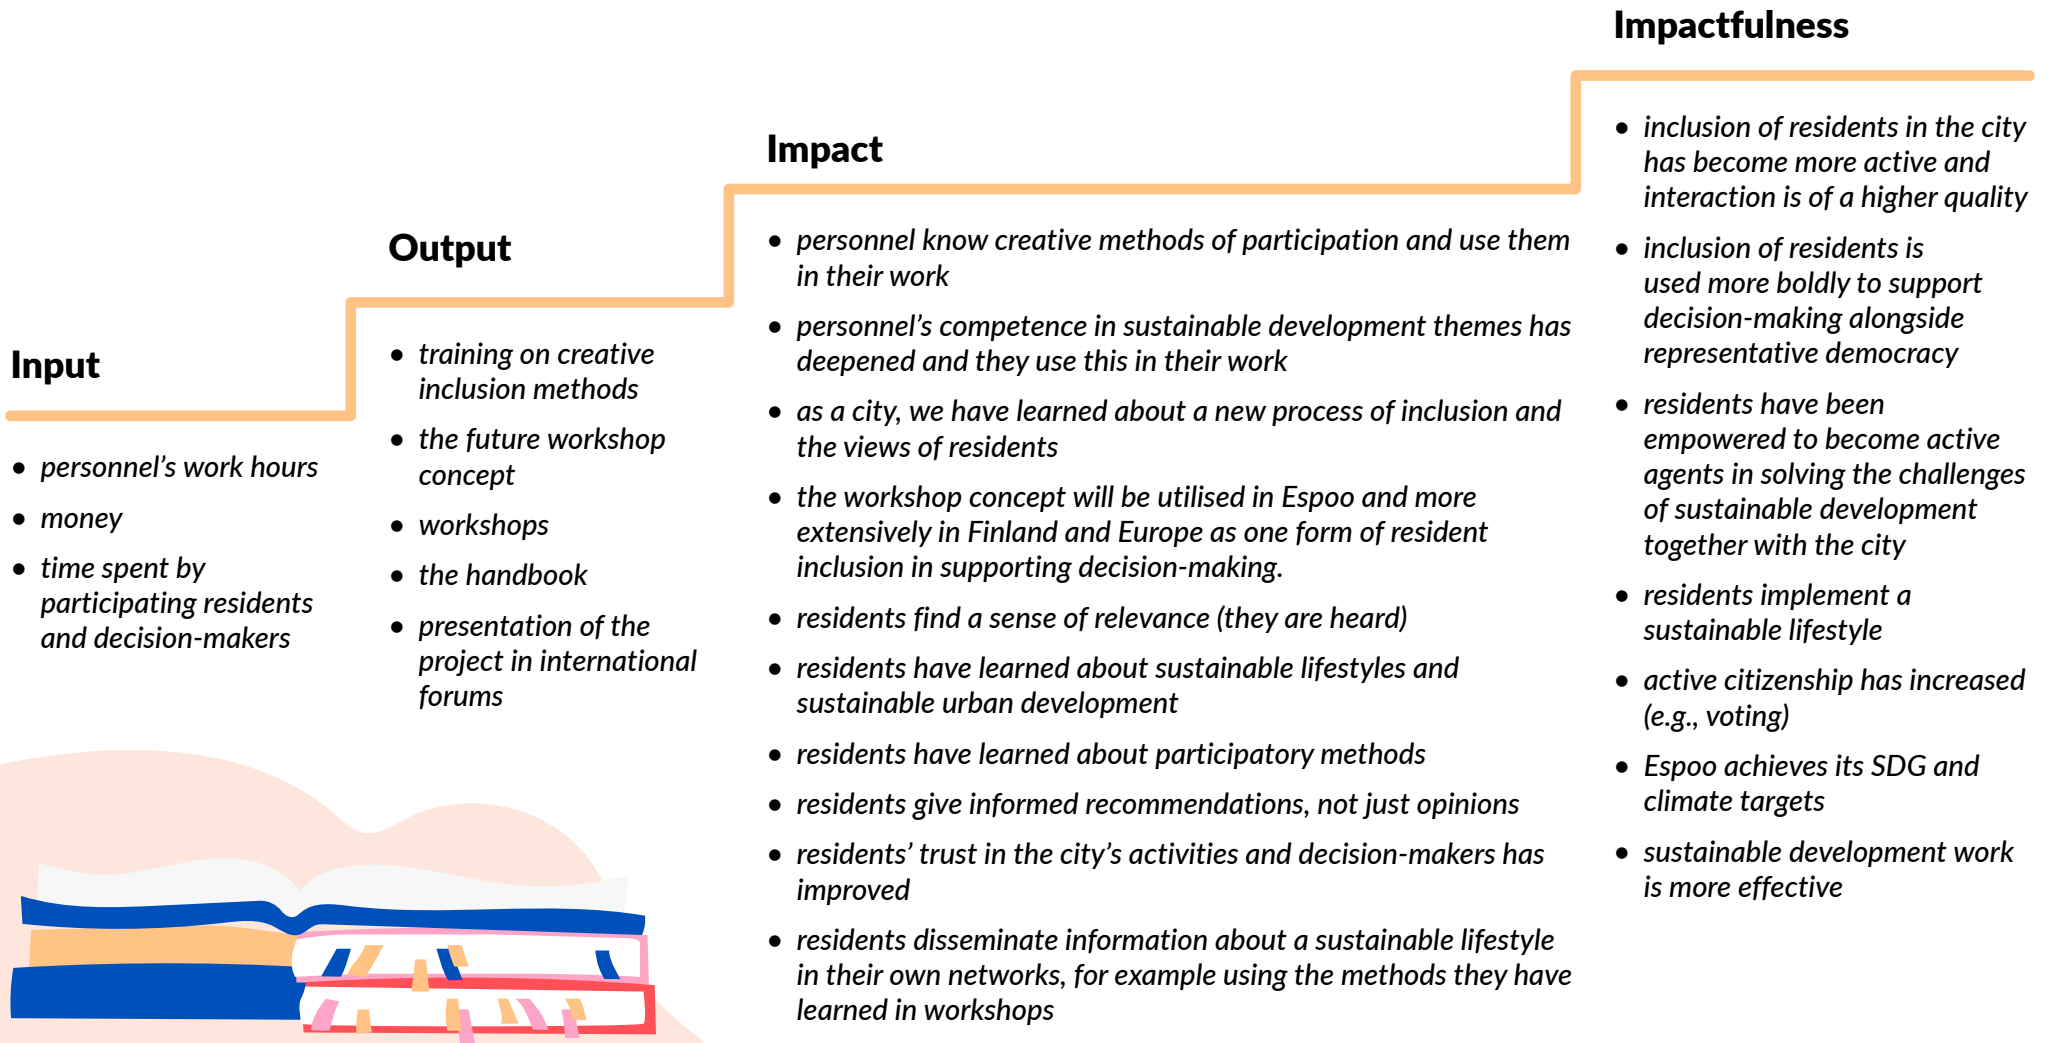 Input
• personnel’s work hours
• money
• time spent by
participating residents
and decision-makers
Output
• training on creative
inclusion methods
• the future workshop
concept
• workshops
• the handbook
• presentation of the
project in international
forums
Impact
• personnel know creative methods of participation and use them
in their work
• personnel’s competence in sustainable development themes has
deepened and they use this in their work
• as a city, we have learned about a new process of inclusion and
the views of residents
• the workshop concept will be utilised in Espoo and more
extensively in Finland and Europe as one form of resident
inclusion in supporting decision-making.
• residents find a sense of relevance (they are heard)
• residents have learned about sustainable lifestyles and
sustainable urban development
• residents have learned about participatory methods
• residents give informed recommendations, not just opinions
• residents’ trust in the city’s activities and decision-makers has
improved
• residents disseminate information about a sustainable lifestyle
in their own networks, for example using the methods they have
learned in workshops
Impactfulness
• inclusion of residents in the city
has become more active and
interaction is of a higher quality
• inclusion of residents is
used more boldly to support
decision-making alongside
representative democracy
• residents have been
empowered to become active
agents in solving the challenges
of sustainable development
together with the city
• residents implement a
sustainable lifestyle
• active citizenship has increased
(e.g., voting)
• Espoo achieves its SDG and
climate targets
• sustainable development work
is more effective